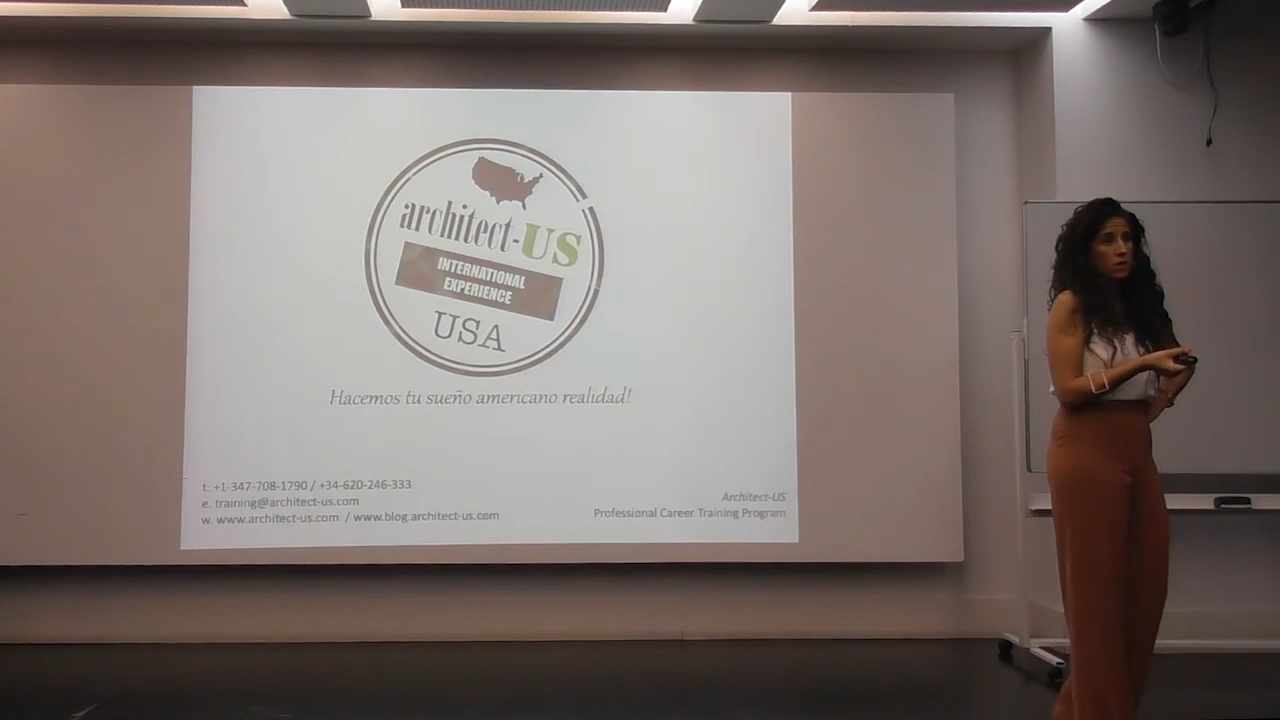 architect-US
INTERNATIONAL
EXPERIENCE
USA
Hacemos tu sueño americano realidad!
t. +1-347-708-1790 / +34-620-246-333
e. training@architect-us.com
w. www.architect-us.com / www.blog.architect-us.com
Architect-US
Professional Career Training Program